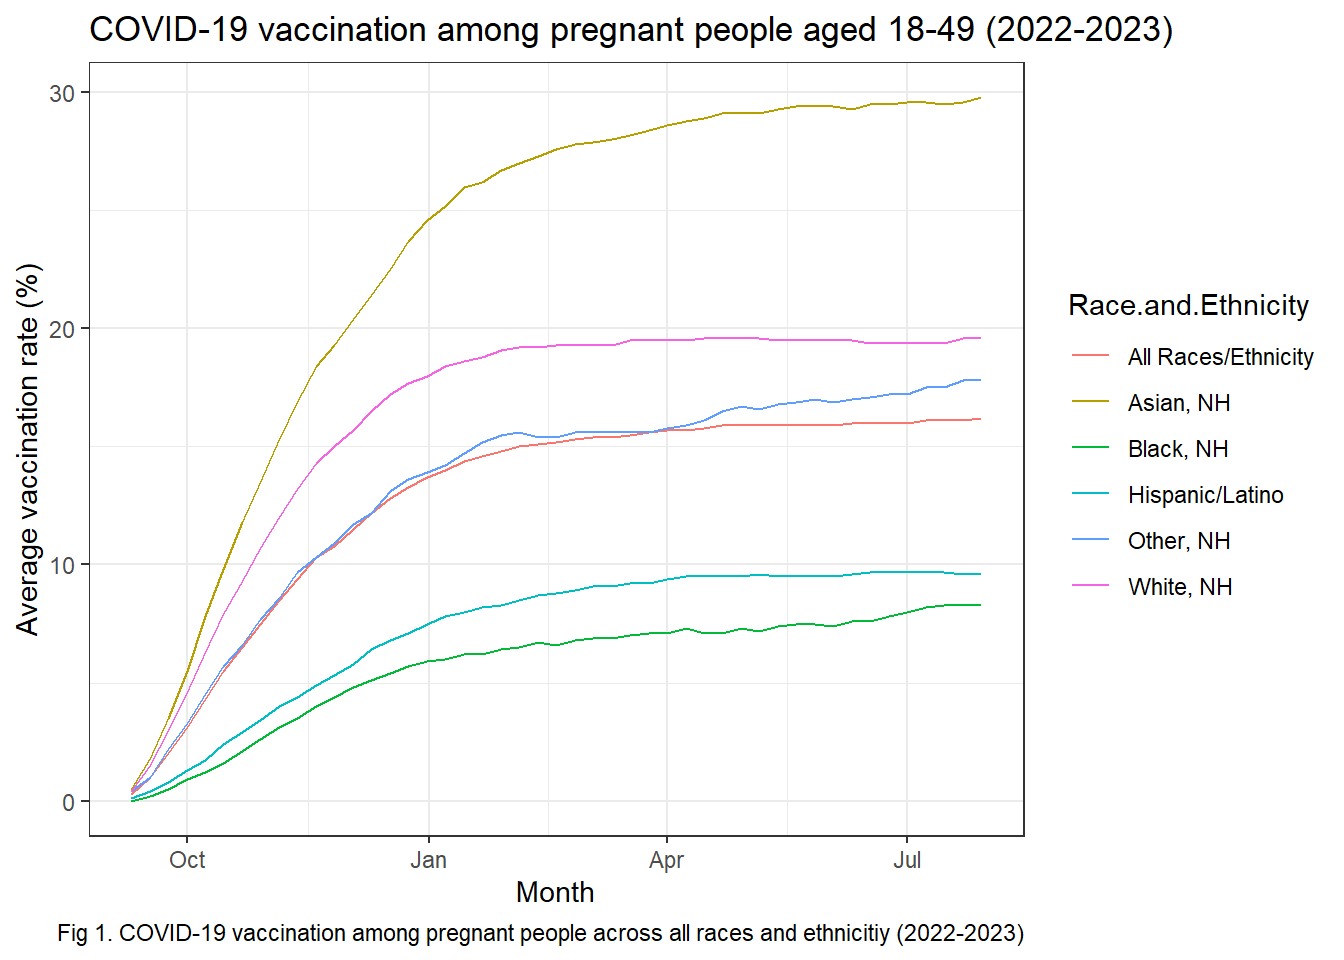 COVID-19 vaccination among pregnant people aged 18-49 (2022-2023)
30
20
10
0
Average vaccination rate (%)
Oct Jan Apr Jul
Month
Race.and.Ethnicity
All Races/Ethnicity
Asian, NH
Black, NH
Hispanic/Latino
Other, NH
White, NH
Fig 1. COVID-19 vaccination among pregnant people across all races and ethnicitiy (2022-2023)